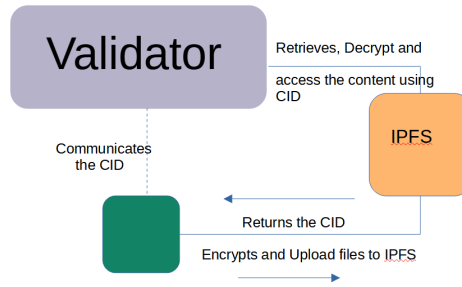 Validator
Retrieves, Decrypt and
access the content using
CID
IPFS
Communicates
the CID
Returns the CID
Encrypts and Upload files to IPFS